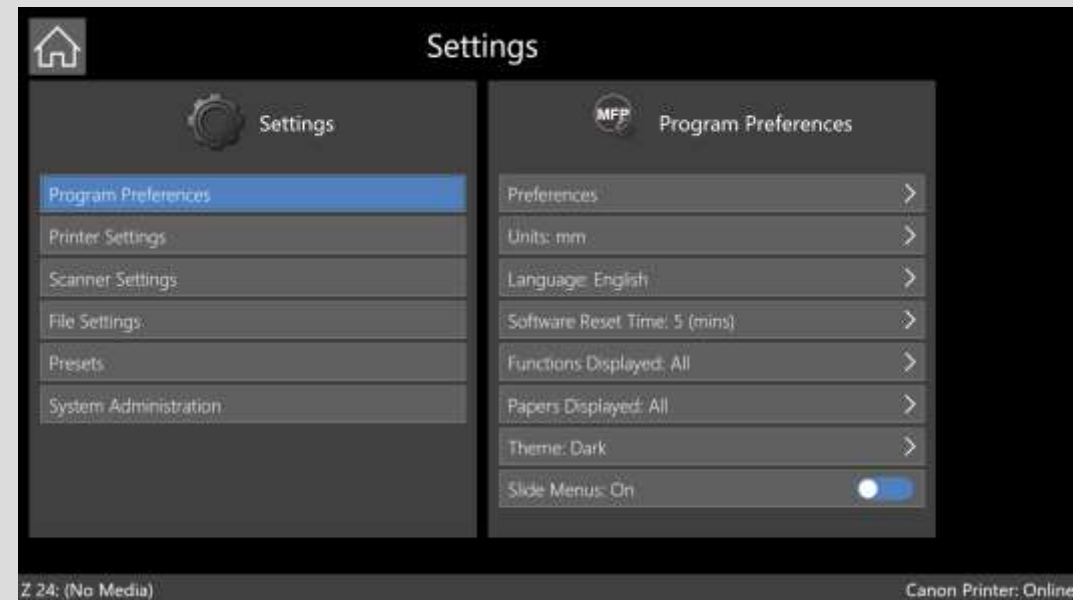 Settings
Settings
Program Preferences
Printer Settings
Scanner Settings
File Settings
Presets
System Administration
MFP
Program Preferences
Preferences
Units: mm
Language: English
Software Reset Time: 5 (mins)
Functions Displayed: All
Papers Displayed: All
Theme: Dark
Slide Menus: On
Z 24: (No Media)
Canon Printer: Online